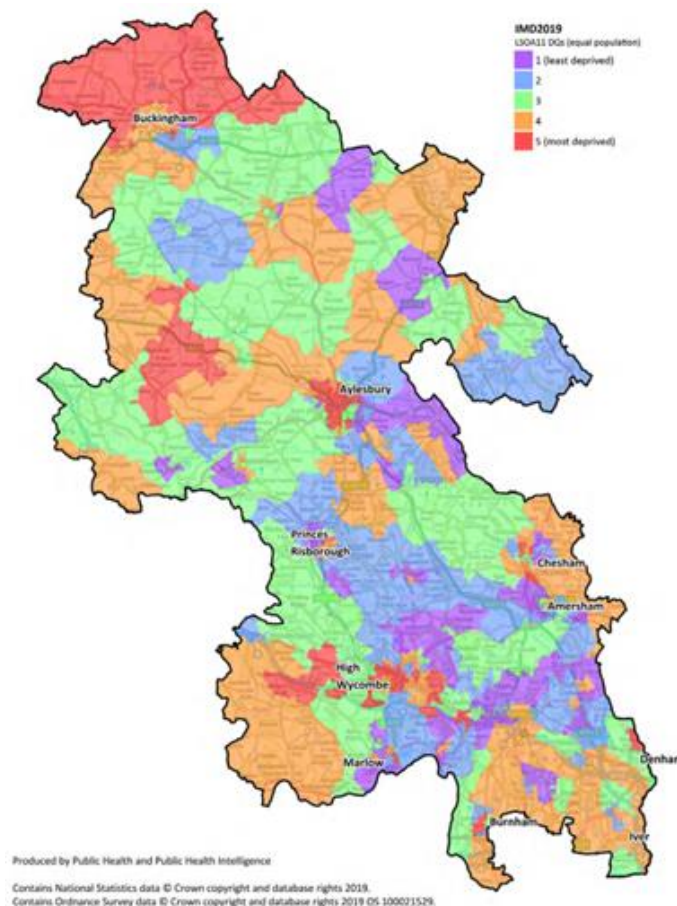 IMD2019
LSOA11 DQs (equal population)
1 (least deprived)
2
3
4
5 (most deprived)
Buckingham
Aylesbury
Princes
Risborough
Chesham
Amersham
High
Wycombe
Marlow
Denham
Burnham
Iver
Produced by Public Health and Public Health Intelligence
Contains National Statistics data © Crown copyright and database rights 2019.
Contains Ordnance Survey data © Crown copyright and database rights 2019 OS 100021529.